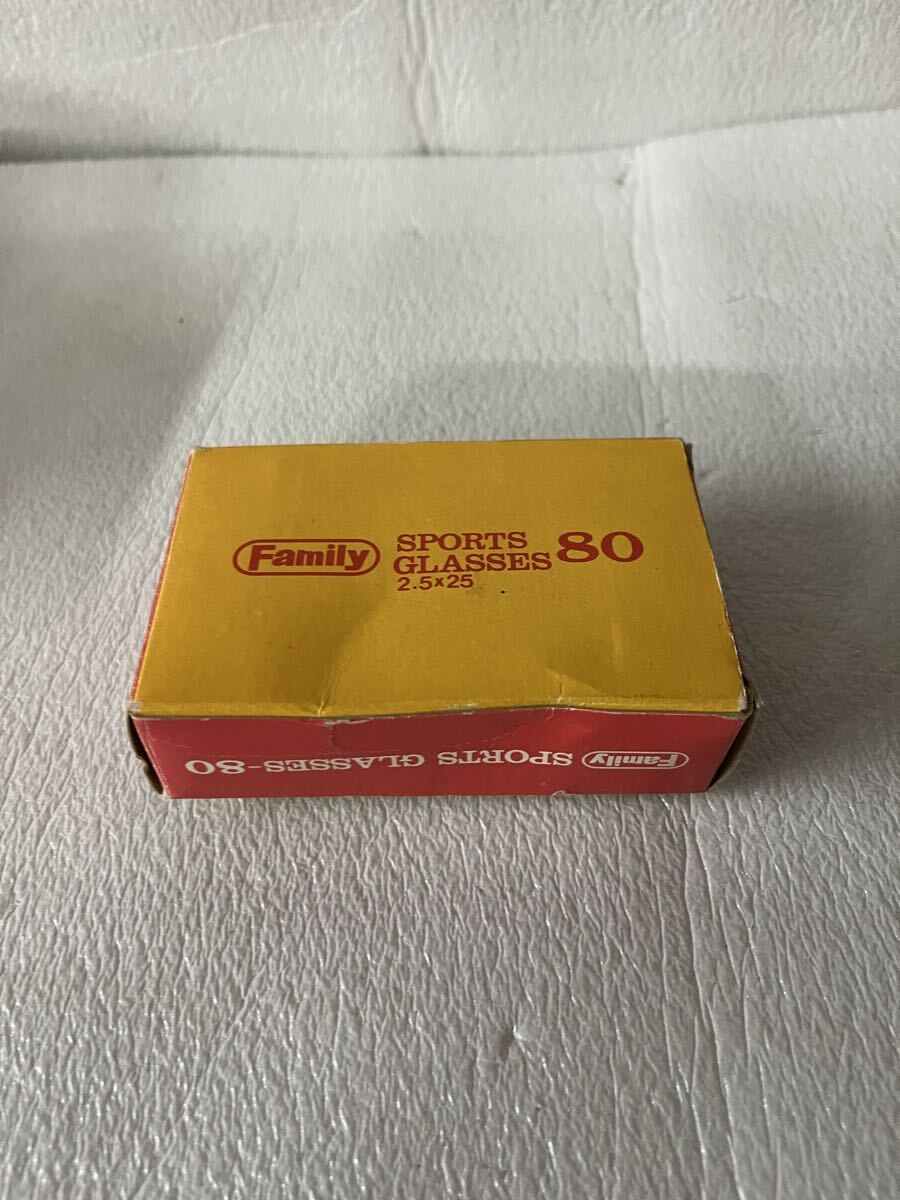 Family SPORTS GLASSES 80
2.5×25
Family SPORTS GLASSES-80